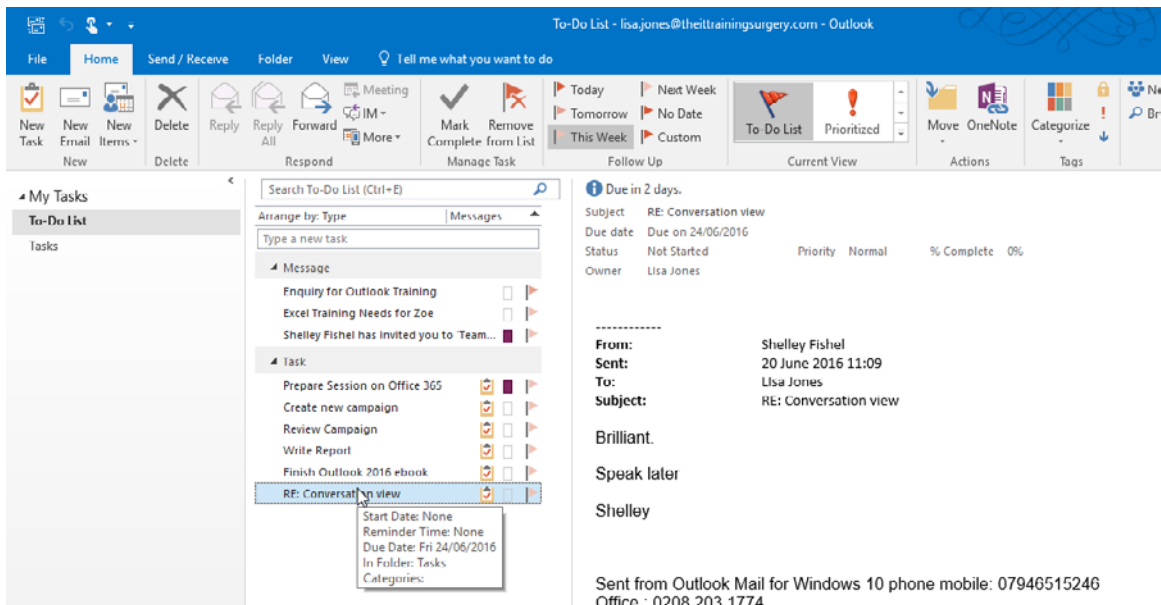 To-Do List - lisa.jones@theittrainingsurgery.com - Outlook
File Home Send / Receive Folder View Tell me what you want to do
New Task
New Email
New Items
Delete
Reply
Reply All
Forward
Meeting
IM
More
Mark Complete
Remove from List
Today
Tomorrow
This Week
Next Week
No Date
Custom
To-Do List
Prioritized
Move
OneNote
Categorize
New Delete Respond Manage Task Follow Up Current View Actions Tags
My Tasks
To-Do List
Tasks
Search To-Do List (Ctrl+E)
Arrange by: Type Messages
Type a new task
Message
Enquiry for Outlook Training
Excel Training Needs for Zoe
Shelley Fishel has invited you to 'Team...
Task
Prepare Session on Office 365
Create new campaign
Review Campaign
Write Report
Finish Outlook 2016 ebook
RE: Conversation view
Start Date: None
Reminder Time: None
Due Date: Fri 24/06/2016
In Folder: Tasks
Categories:
Due in 2 days.
Subject RE: Conversation view
Due date Due on 24/06/2016
Status Not Started Priority Normal % Complete 0%
Owner Lisa Jones
------------
From: Shelley Fishel
Sent: 20 June 2016 11:09
To: Lisa Jones
Subject: RE: Conversation view
Brilliant.
Speak later
Shelley
Sent from Outlook Mail for Windows 10 phone mobile: 07946515246
Office : 0208 203 1774